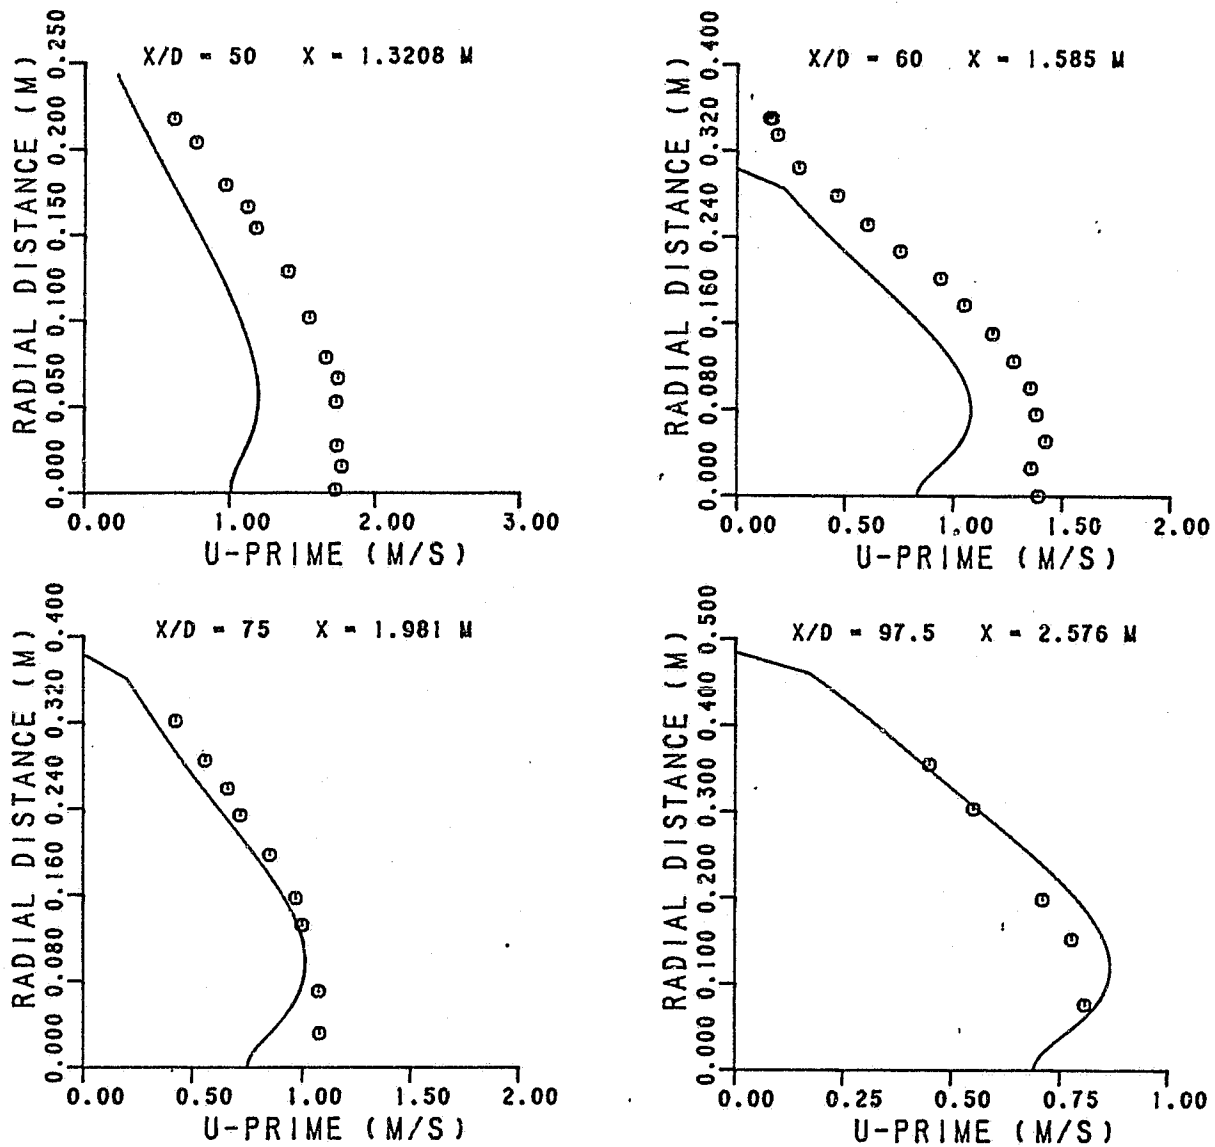 X/D = 50 X = 1.3208 M
RADIAL DISTANCE (M)
0.250
0.200
0.150
0.100
0.050
0.000
0.00 1.00 2.00 3.00
U-PRIME (M/S)
X/D = 60 X = 1.585 M
RADIAL DISTANCE (M)
0.400
0.320
0.240
0.160
0.080
0.000
0.00 0.50 1.00 1.50 2.00
U-PRIME (M/S)
X/D = 75 X = 1.981 M
RADIAL DISTANCE (M)
0.400
0.320
0.240
0.160
0.080
0.000
0.00 0.50 1.00 1.50 2.00
U-PRIME (M/S)
X/D = 97.5 X = 2.576 M
RADIAL DISTANCE (M)
0.500
0.400
0.300
0.200
0.100
0.000
0.00 0.25 0.50 0.75 1.00
U-PRIME (M/S)